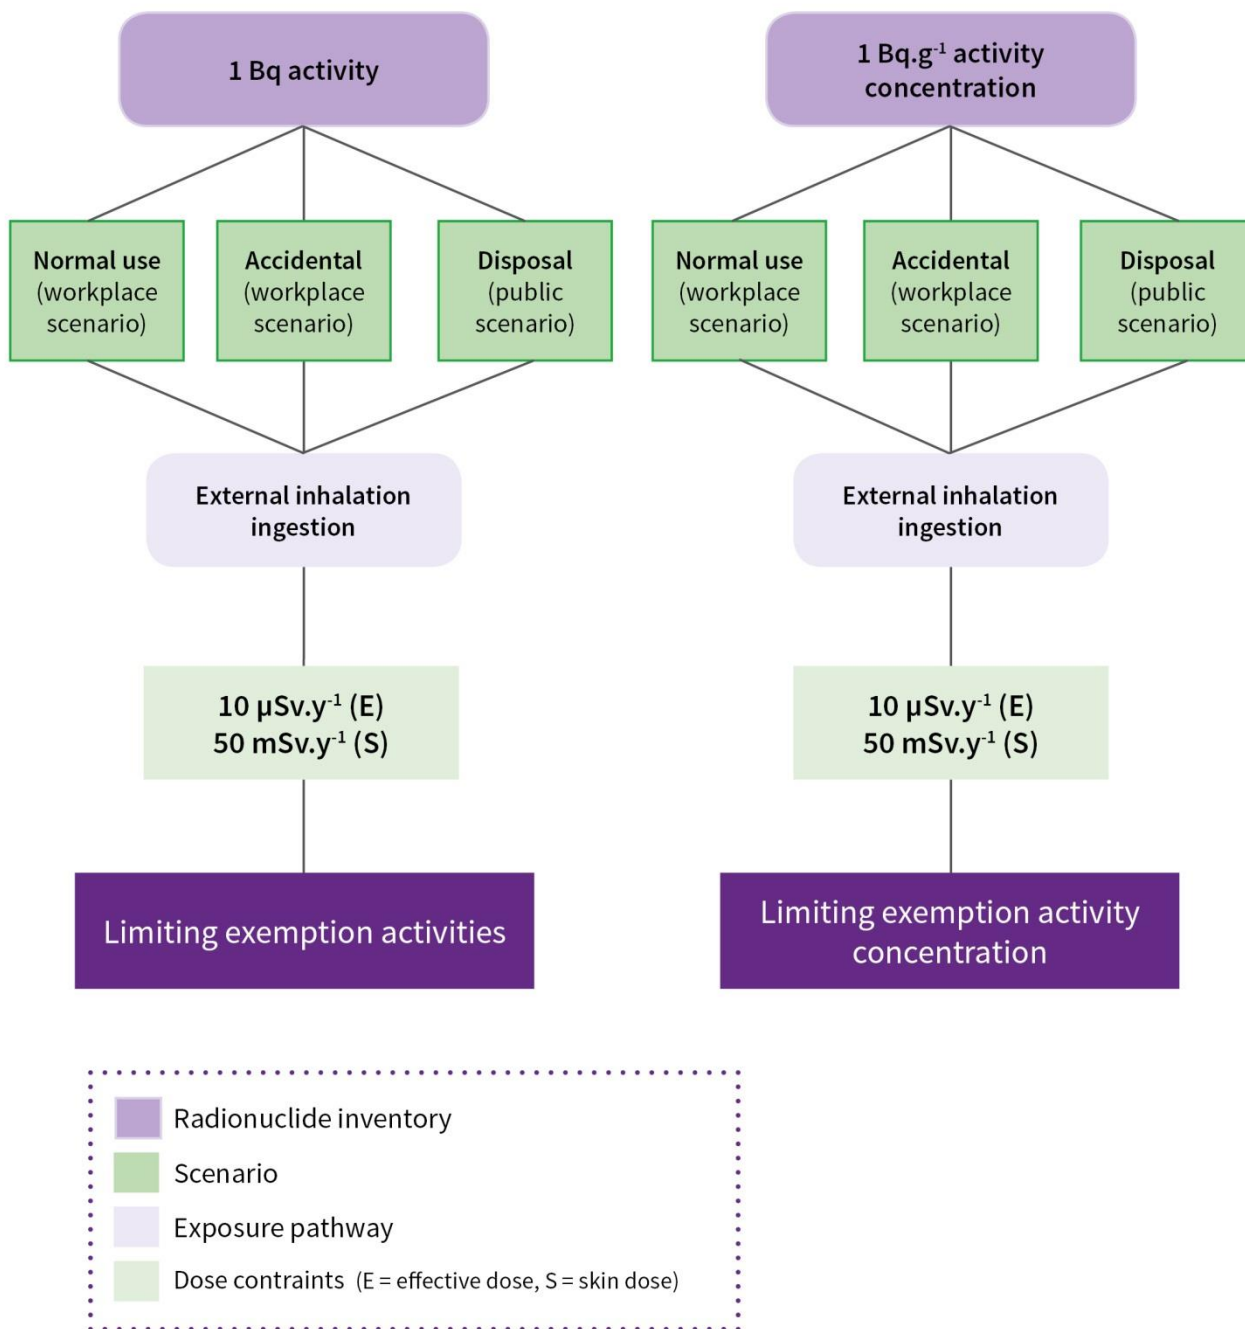 1 Bq activity
1 Bq.g⁻¹ activity
concentration
Normal use
(workplace
scenario)
Accidental
(workplace
scenario)
Disposal
(public
scenario)
Normal use
(workplace
scenario)
Accidental
(workplace
scenario)
Disposal
(public
scenario)
External inhalation
ingestion
External inhalation
ingestion
10 µSv.y⁻¹ (E)
50 mSv.y⁻¹ (S)
10 µSv.y⁻¹ (E)
50 mSv.y⁻¹ (S)
Limiting exemption activities
Limiting exemption activity
concentration
Radionuclide inventory
Scenario
Exposure pathway
Dose contraints (E = effective dose, S = skin dose)